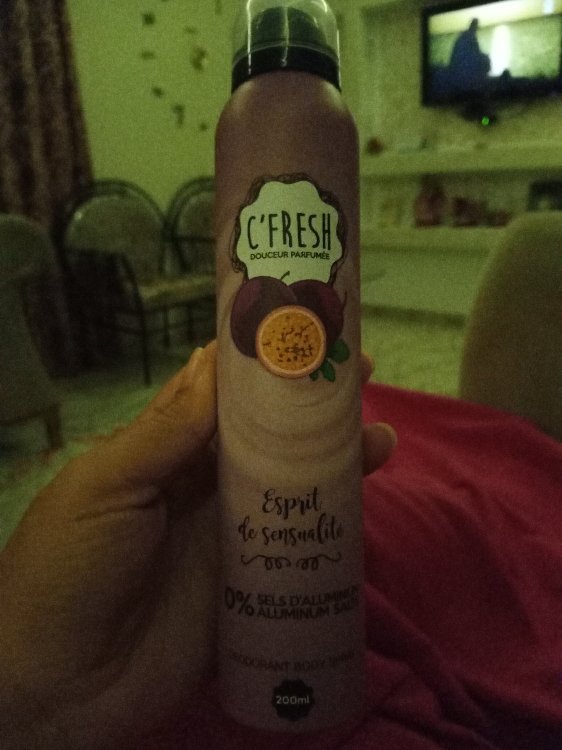 C'FRESH
DOUCEUR PARFUMÉE
Esprit
de sensualité
0% SELS D'ALUMINIUM
ALUMINUM SALTS
DEODORANT BODY SPRAY
200ml